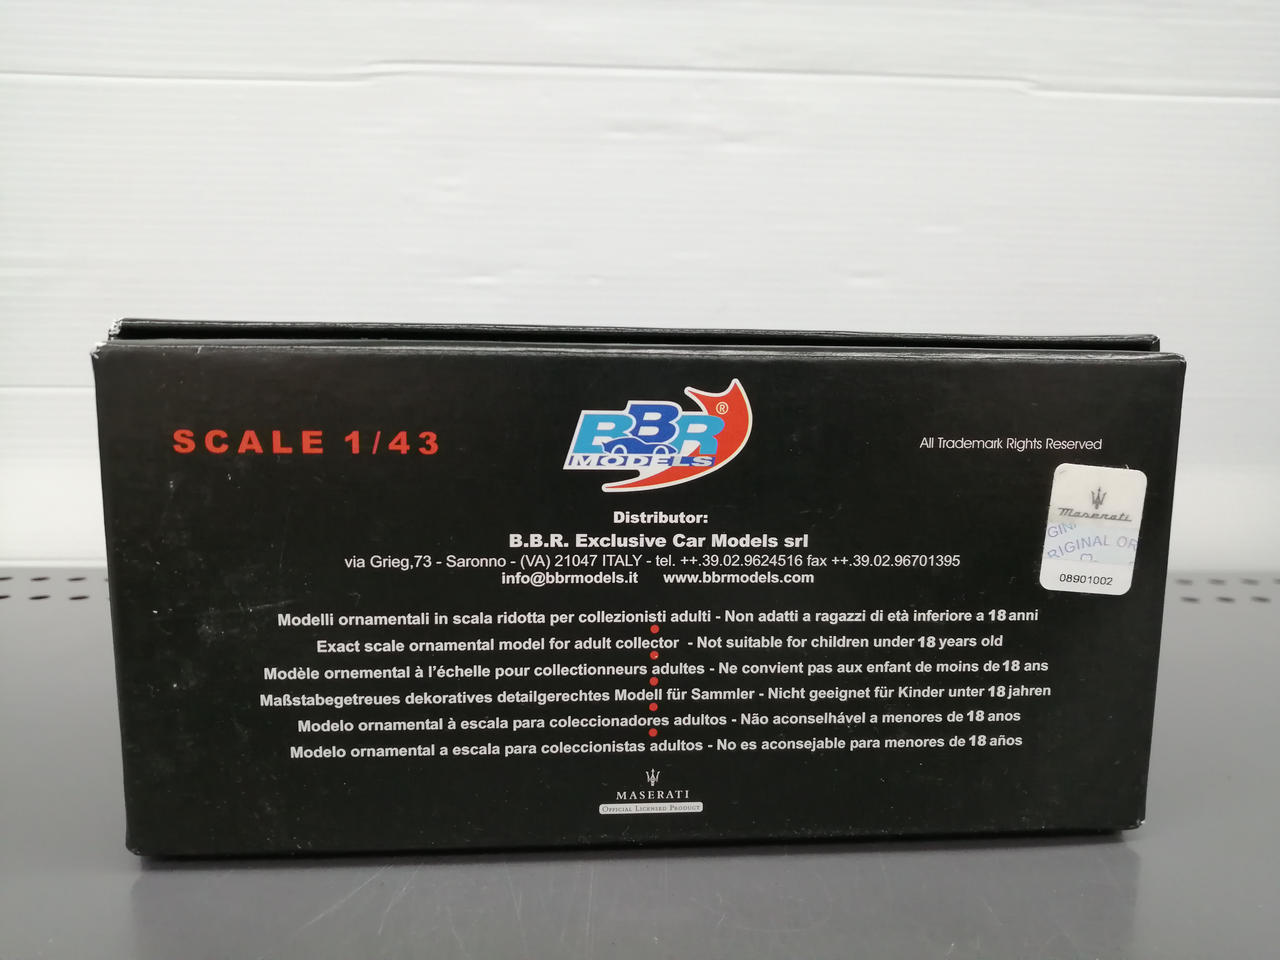 SCALE 1/43
BBR®
MODELS
All Trademark Rights Reserved
Maserati
GIN
RIGINAL OR
08901002
Distributor:
B.B.R. Exclusive Car Models srl
via Grieg,73 - Saronno - (VA) 21047 ITALY - tel. ++.39.02.9624516 fax ++.39.02.96701395
info@bbrmodels.it www.bbrmodels.com
Modelli ornamentali in scala ridotta per collezionisti adulti - Non adatti a ragazzi di età inferiore a 18 anni
Exact scale ornamental model for adult collector - Not suitable for children under 18 years old
Modèle ornemental à l'échelle pour collectionneurs adultes - Ne convient pas aux enfant de moins de 18 ans
Maßstabegetreues dekoratives detailgerechtes Modell für Sammler - Nicht geeignet für Kinder unter 18 jahren
Modelo ornamental à escala para coleccionadores adultos - Não aconselhável a menores de 18 anos
Modelo ornamental a escala para coleccionistas adultos - No es aconsejable para menores de 18 años
MASERATI
OFFICIAL LICENSED PRODUCT